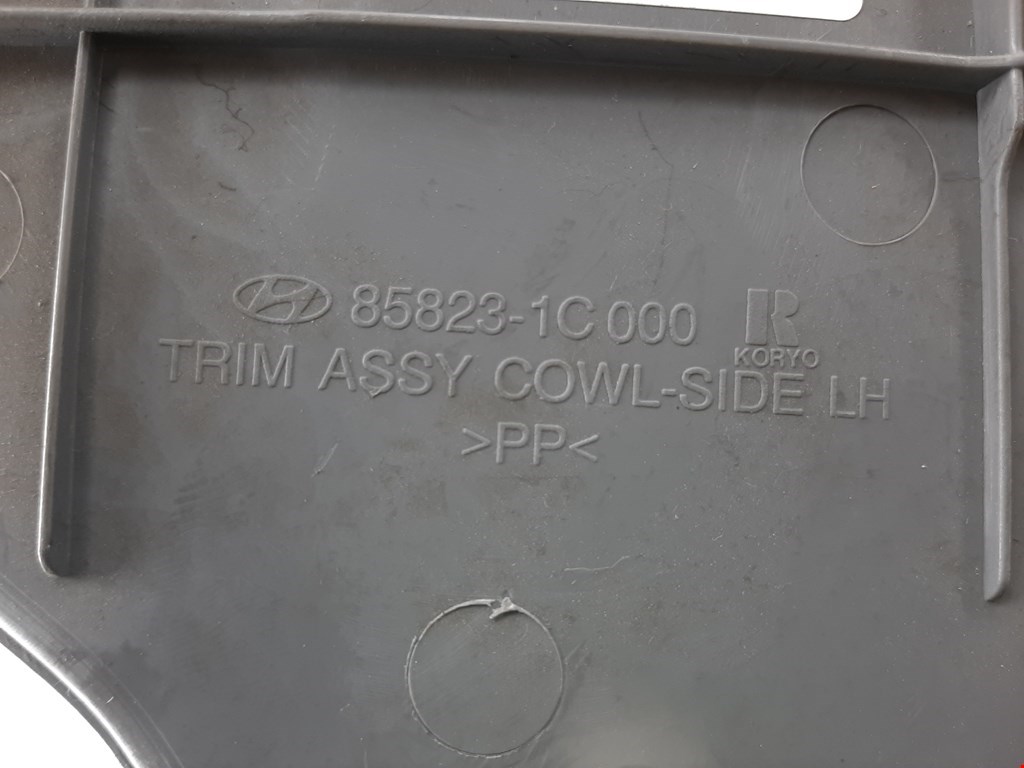 85823-1C000
KORYO
TRIM ASSY COWL-SIDE LH
>PP<